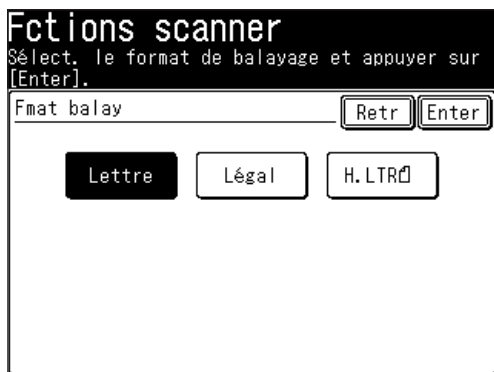 Fctions scanner
Sélect. le format de balayage et appuyer sur
[Enter].
Fmat balay
Retr Enter
Lettre Légal H.LTR